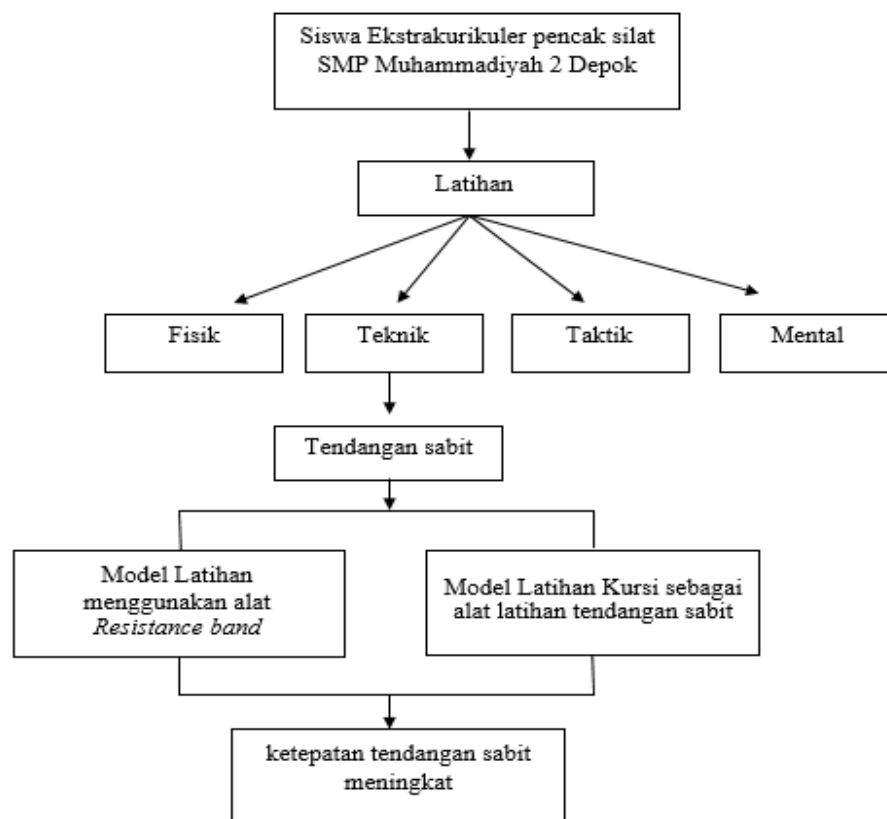 Siswa Ekstrakurikuler pencak silat
SMP Muhammadiyah 2 Depok
Latihan
Fisik
Teknik
Taktik
Mental
Tendangan sabit
Model Latihan
menggunakan alat
Resistance band
Model Latihan Kursi sebagai
alat latihan tendangan sabit
ketepatan tendangan sabit
meningkat